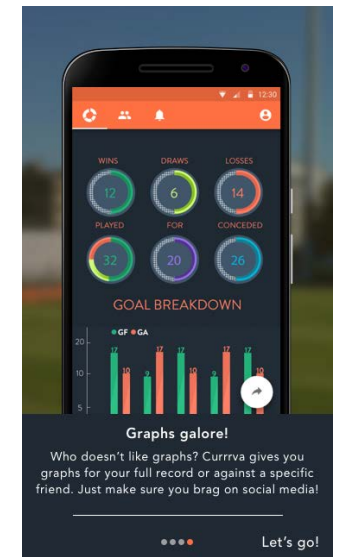 12:30
WINS DRAWS LOSSES
12 6 14
PLAYED FOR CONCEDED
32 20 26
GOAL BREAKDOWN
GF GA
20
17 17 17 17 17
10 10 9 9 10
10
5
Graphs galore!
Who doesn't like graphs? Currrva gives you
graphs for your full record or against a specific
friend. Just make sure you brag on social media!
Let's go!